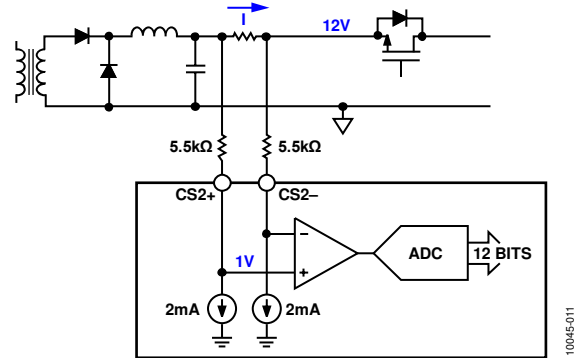 I
12V
5.5kΩ
5.5kΩ
CS2+
CS2–
1V
ADC
12 BITS
2mA
2mA
10045-011